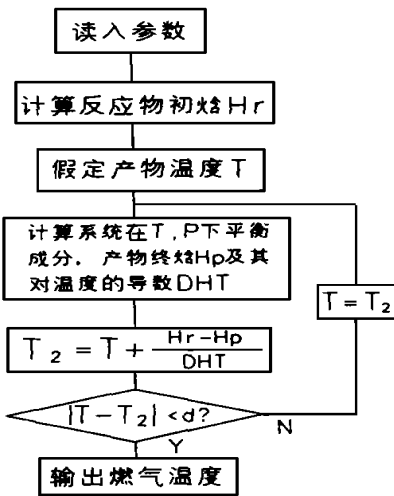 读入参数
计算反应物初焓Hr
假定产物温度T
计算系统在T,P下平衡
成分. 产物终焓Hp及其
对温度的导数DHT
T=T₂
T₂=T+(Hr-Hp)/DHT
|T-T₂|<d?
N
Y
输出燃气温度